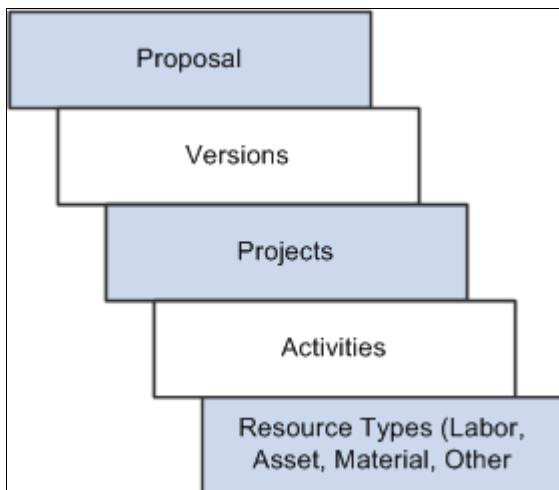 Proposal
Versions
Projects
Activities
Resource Types (Labor,
Asset, Material, Other